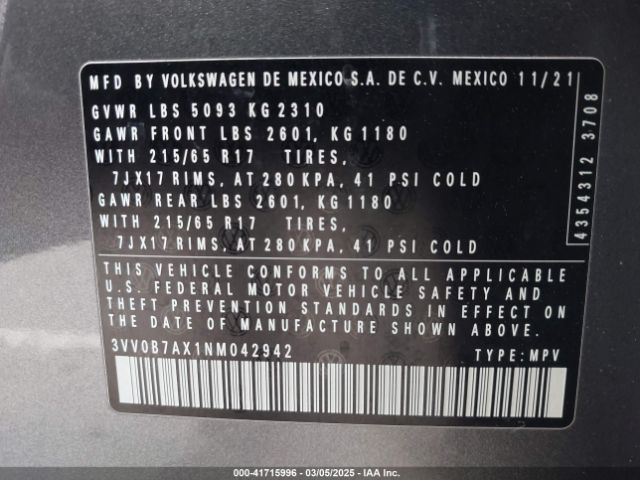 MFD BY VOLKSWAGEN DE MEXICO S.A. DE C.V. MEXICO 11/21
GVWR LBS 5093 KG 2310
GAWR FRONT LBS 2601, KG 1180
WITH 215/65 R17 TIRES,
7JX17 RIMS, AT 280 KPA, 41 PSI COLD
GAWR REAR LBS 2601, KG 1180
WITH 215/65 R17 TIRES,
7JX17 RIMS, AT 280 KPA, 41 PSI COLD
THIS VEHICLE CONFORMS TO ALL APPLICABLE
U.S. FEDERAL MOTOR VEHICLE SAFETY AND
THEFT PREVENTION STANDARDS IN EFFECT ON
THE DATE OF MANUFACTURE SHOWN ABOVE.
3VV0B7AX1NM042942 TYPE: MPV
4354312 3708
000-41715996 — 03/05/2025 — IAA Inc.